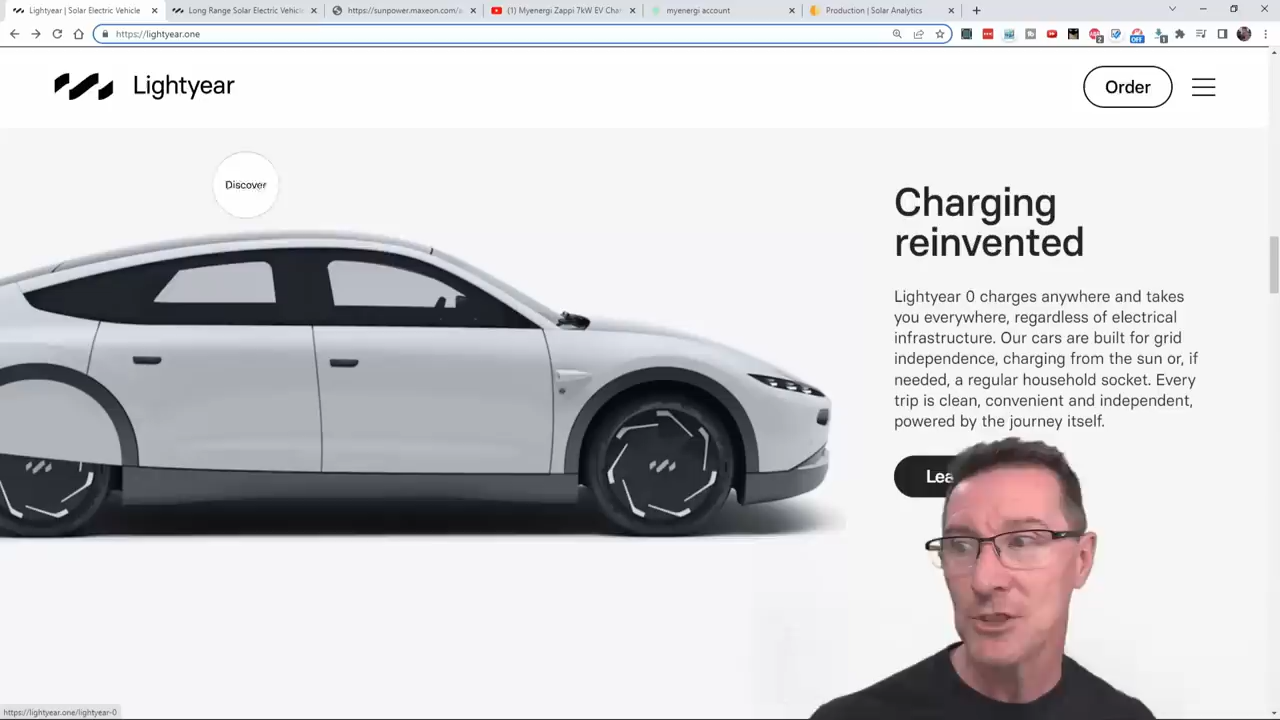 Lightyear | Solar Electric Vehicle
Long Range Solar Electric Vehicle
https://sunpower.maxeon.com/
(1) Myenergi Zappi 7kW EV Cha
myenergi account
Production | Solar Analytics
https://lightyear.one
2
OFF
1
Lightyear
Order
Discover
Charging
reinvented
Lightyear 0 charges anywhere and takes
you everywhere, regardless of electrical
infrastructure. Our cars are built for grid
independence, charging from the sun or, if
needed, a regular household socket. Every
trip is clean, convenient and independent,
powered by the journey itself.
Lea
https://lightyear.one/lightyear-0